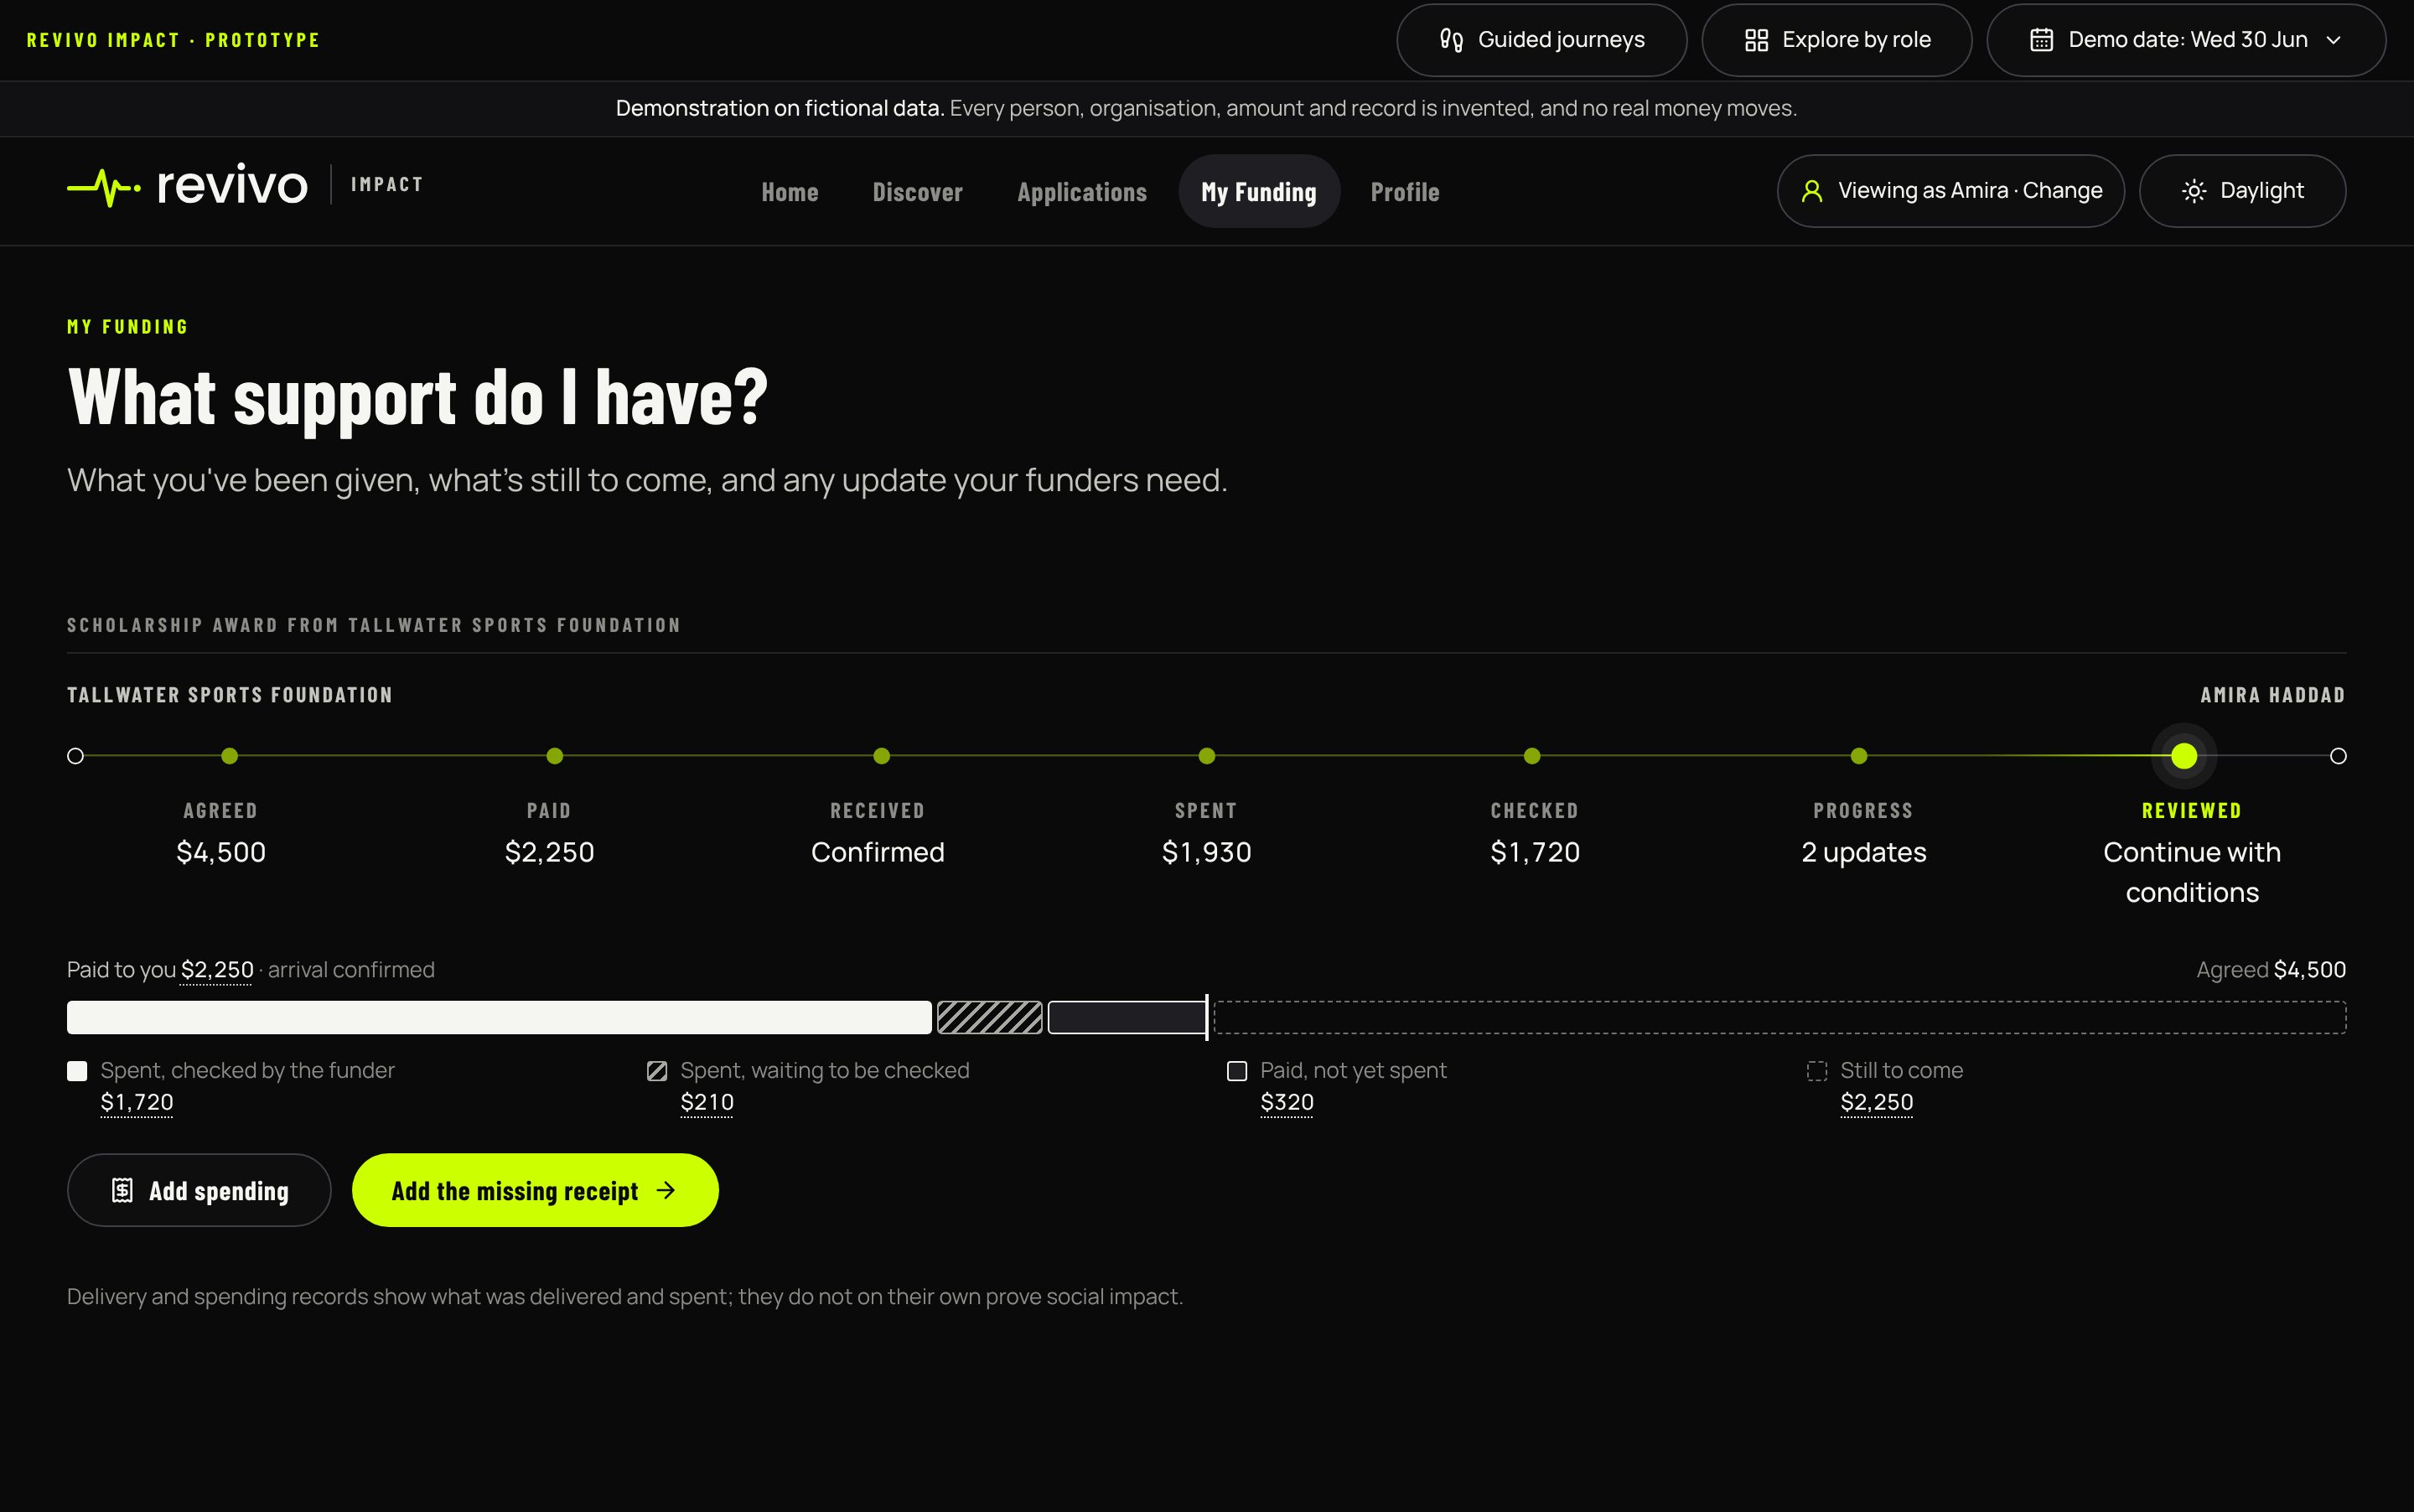 REVIVO IMPACT · PROTOTYPE
Guided journeys
Explore by role
Demo date: Wed 30 Jun
Demonstration on fictional data. Every person, organisation, amount and record is invented, and no real money moves.
revivo
IMPACT
Home
Discover
Applications
My Funding
Profile
Viewing as Amira · Change
Daylight
MY FUNDING
What support do I have?
What you've been given, what's still to come, and any update your funders need.
SCHOLARSHIP AWARD FROM TALLWATER SPORTS FOUNDATION
TALLWATER SPORTS FOUNDATION
AMIRA HADDAD
AGREED
$4,500
PAID
$2,250
RECEIVED
Confirmed
SPENT
$1,930
CHECKED
$1,720
PROGRESS
2 updates
REVIEWED
Continue with
conditions
Paid to you $2,250 · arrival confirmed
Agreed $4,500
Spent, checked by the funder
$1,720
Spent, waiting to be checked
$210
Paid, not yet spent
$320
Still to come
$2,250
Add spending
Add the missing receipt
Delivery and spending records show what was delivered and spent; they do not on their own prove social impact.